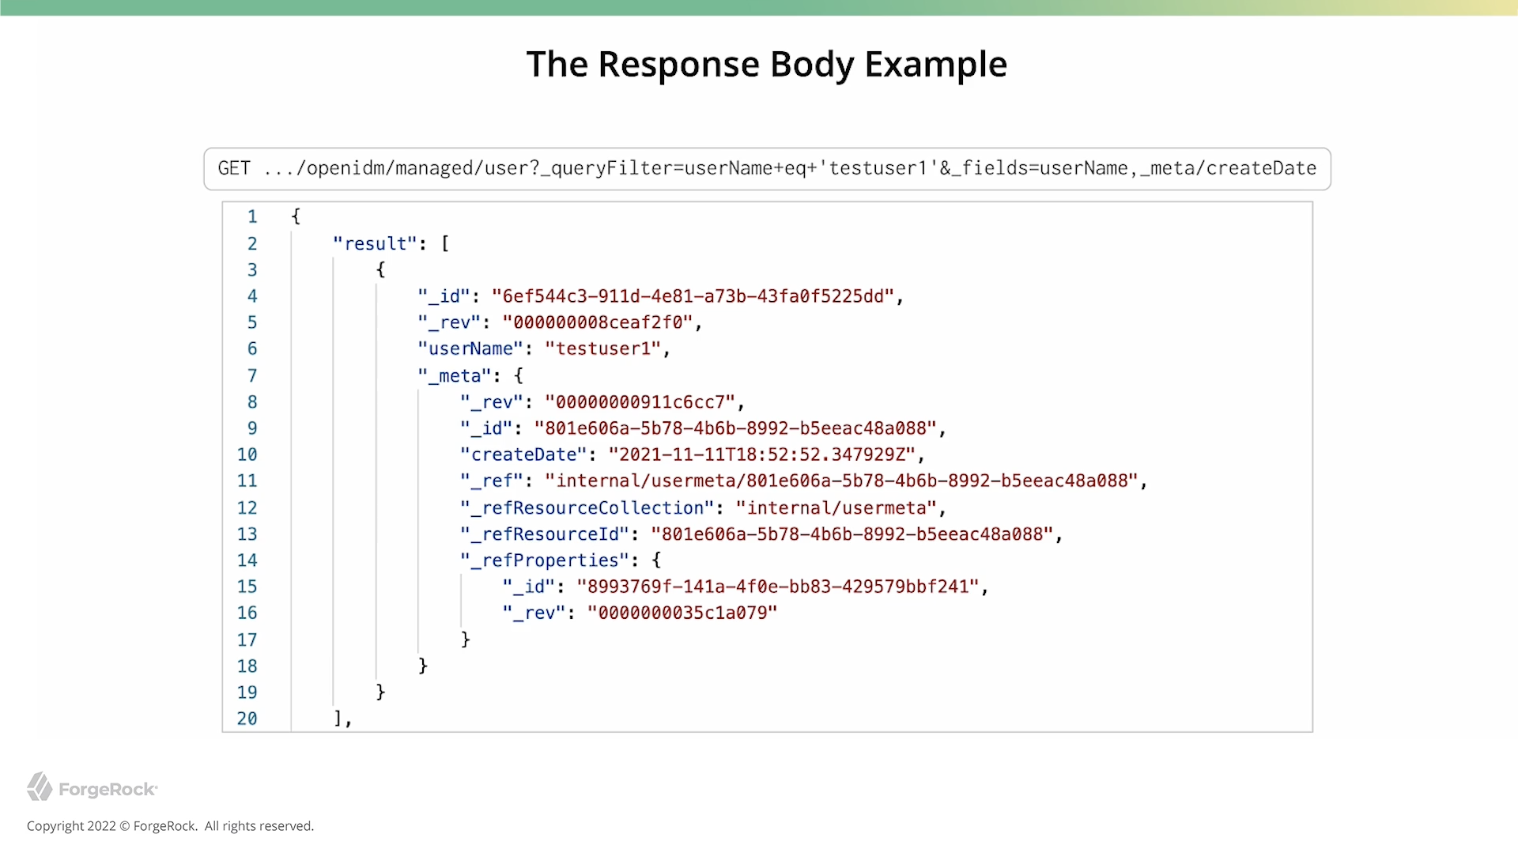 The Response Body Example
GET .../openidm/managed/user?_queryFilter=userName+eq+'testuser1'&_fields=userName,_meta/createDate
1 {
2 "result": [
3 {
4 "_id": "6ef544c3-911d-4e81-a73b-43fa0f5225dd",
5 "_rev": "000000008ceaf2f0",
6 "userName": "testuser1",
7 "_meta": {
8 "_rev": "00000000911c6cc7",
9 "_id": "801e606a-5b78-4b6b-8992-b5eeac48a088",
10 "createDate": "2021-11-11T18:52:52.347929Z",
11 "_ref": "internal/usermeta/801e606a-5b78-4b6b-8992-b5eeac48a088",
12 "_refResourceCollection": "internal/usermeta",
13 "_refResourceId": "801e606a-5b78-4b6b-8992-b5eeac48a088",
14 "_refProperties": {
15 "_id": "8993769f-141a-4f0e-bb83-429579bbf241",
16 "_rev": "0000000035c1a079"
17 }
18 }
19 }
20 ],
ForgeRock
Copyright 2022 © ForgeRock. All rights reserved.